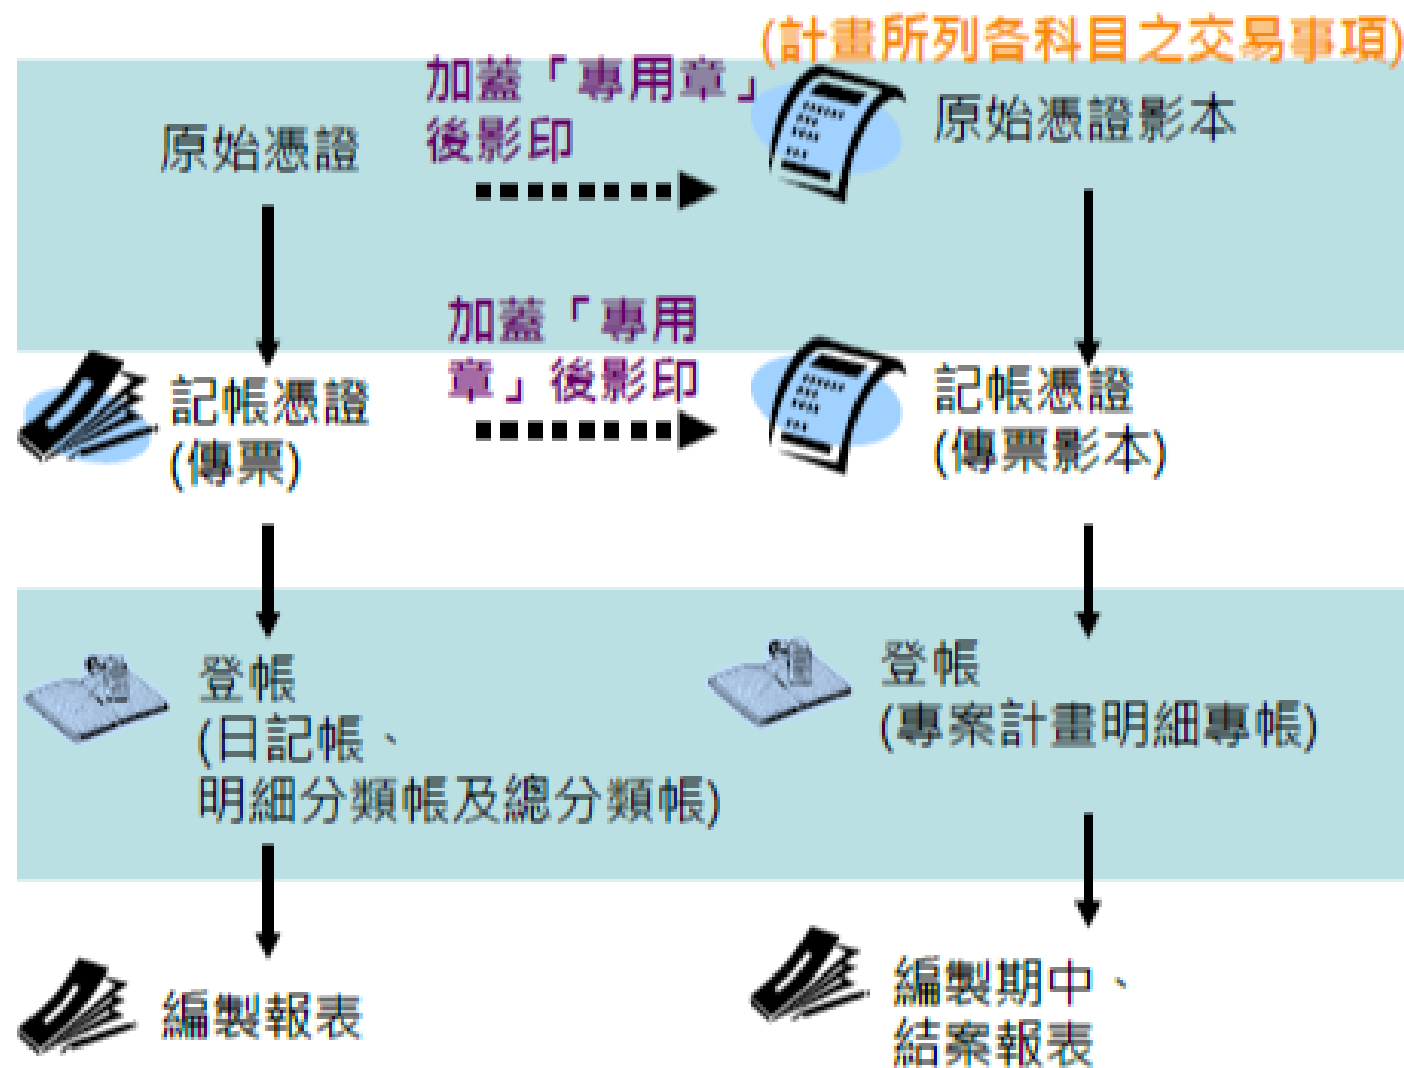 (計畫所列各科目之交易事項)
原始憑證
加蓋「專用章」
後影印
原始憑證影本
記帳憑證
(傳票)
加蓋「專用
章」後影印
記帳憑證
(傳票影本)
登帳
(日記帳、
明細分類帳及總分類帳)
登帳
(專案計畫明細專帳)
編製報表
編製期中、
結案報表